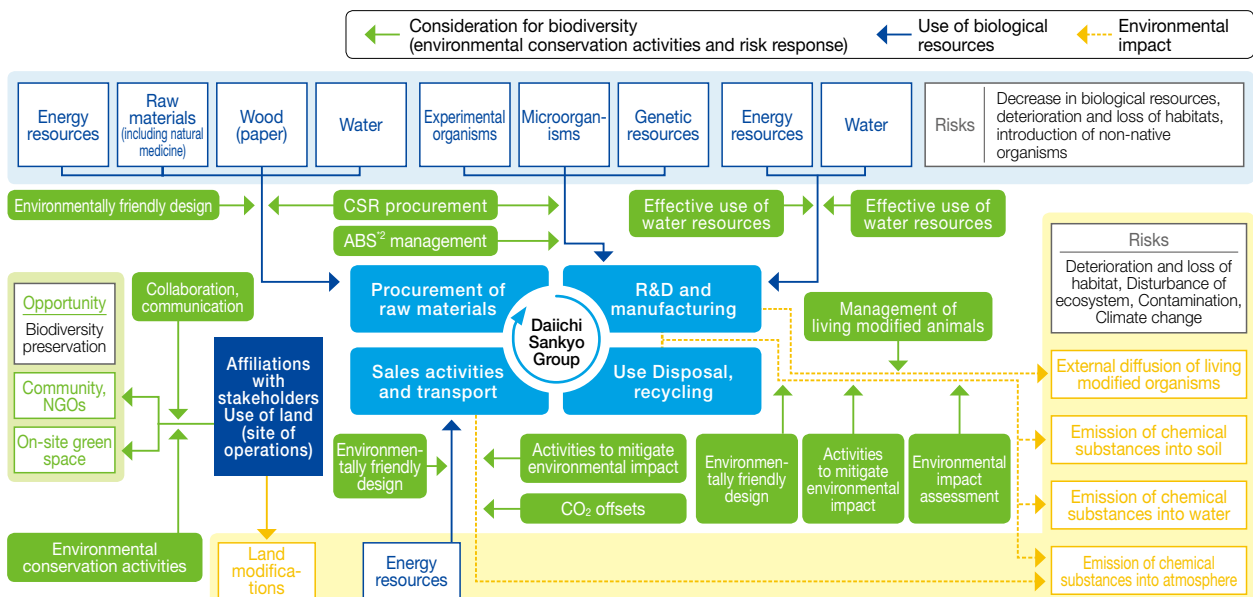 Consideration for biodiversity
(environmental conservation activities and risk response)
Use of biological
resources
Environmental
impact
Energy
resources
Raw
materials
(including natural
medicine)
Wood
(paper)
Water
Experimental
organisms
Microorgan-
isms
Genetic
resources
Energy
resources
Water
Risks
Decrease in biological resources,
deterioration and loss of habitats,
introduction of non-native
organisms
Environmentally friendly design
CSR procurement
ABS*2 management
Effective use of
water resources
Effective use of
water resources
Risks
Deterioration and loss of
habitat, Disturbance of
ecosystem, Contamination,
Climate change
Opportunity
Biodiversity
preservation
Collaboration,
communication
Procurement of
raw materials
R&D and
manufacturing
Daiichi
Sankyo
Group
Sales activities
and transport
Use Disposal,
recycling
Management of
living modified animals
Community,
NGOs
On-site green
space
Affiliations
with
stakeholders
Use of land
(site of
operations)
External diffusion of living
modified organisms
Emission of chemical
substances into soil
Emission of chemical
substances into water
Emission of chemical
substances into atmosphere
Environmen-
tally friendly
design
Activities to mitigate
environmental impact
CO2 offsets
Environmen-
tally friendly
design
Activities
to mitigate
environmental
impact
Environmental
impact
assessment
Environmental
conservation activities
Land
modifica-
tions
Energy
resources